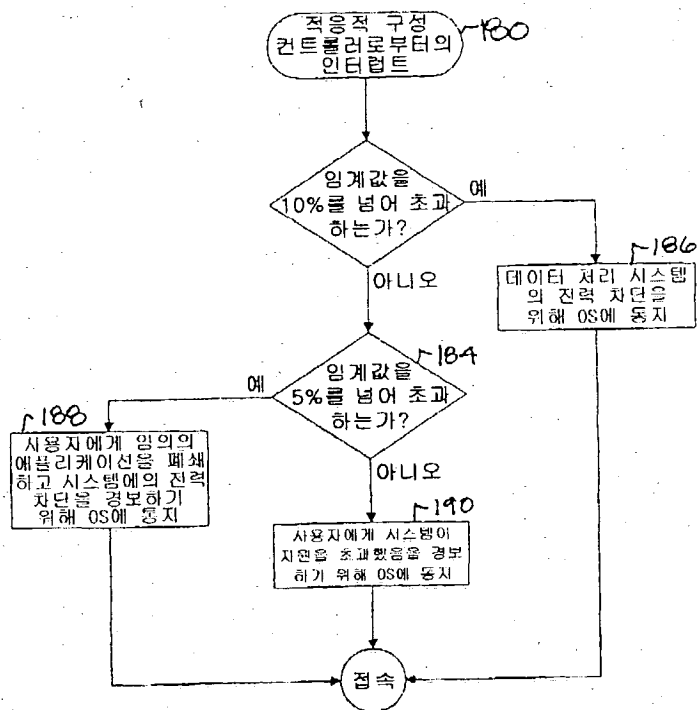 적응적 구성
컨트롤러로부터의
인터럽트
180
임계값을
10%를 넘어 초과
하는가?
예
아니오
186
데이터 처리 시스템
의 전력 차단을
위해 OS에 통지
184
임계값을
5%를 넘어 초과
하는가?
예
아니오
188
사용자에게 임의의
애플리케이션을 폐쇄
하고 시스템에의 전력
차단을 경보하기
위해 OS에 통지
190
사용자에게 시스템이
자원을 초과했음을 경보
하기 위해 OS에 통지
접속